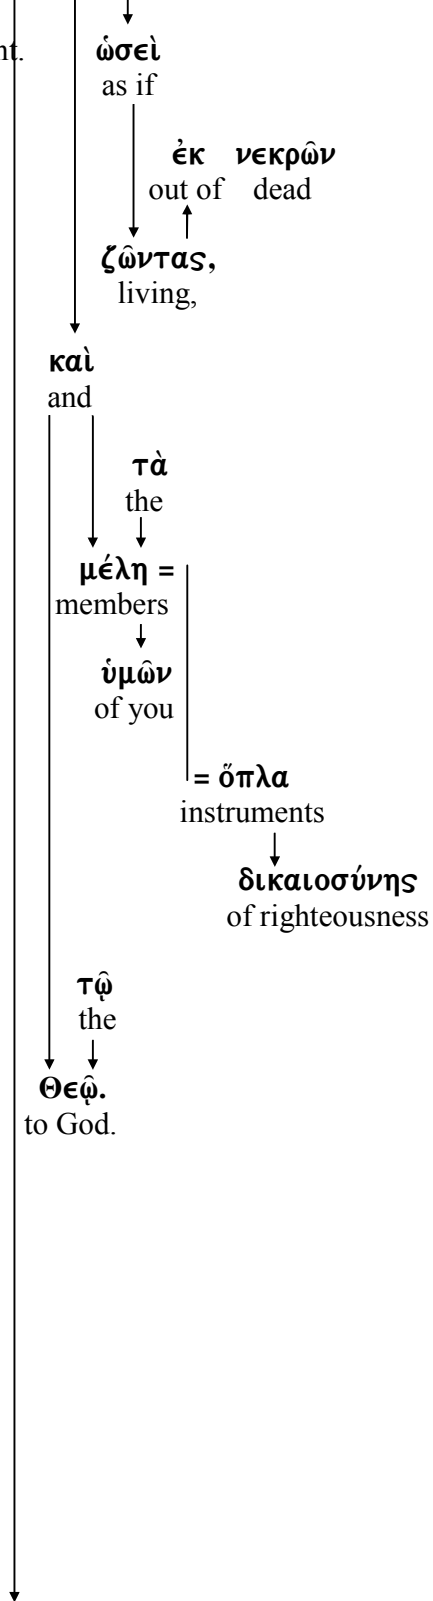 nt.
ὡσεὶ
as if
ἐκ νεκρῶν
out of dead
ζῶντας,
living,
καὶ
and
τὰ
the
μέλη =
members
ὑμῶν
of you
= ὅπλα
instruments
δικαιοσύνης
of righteousness
τῷ
the
Θεῷ.
to God.